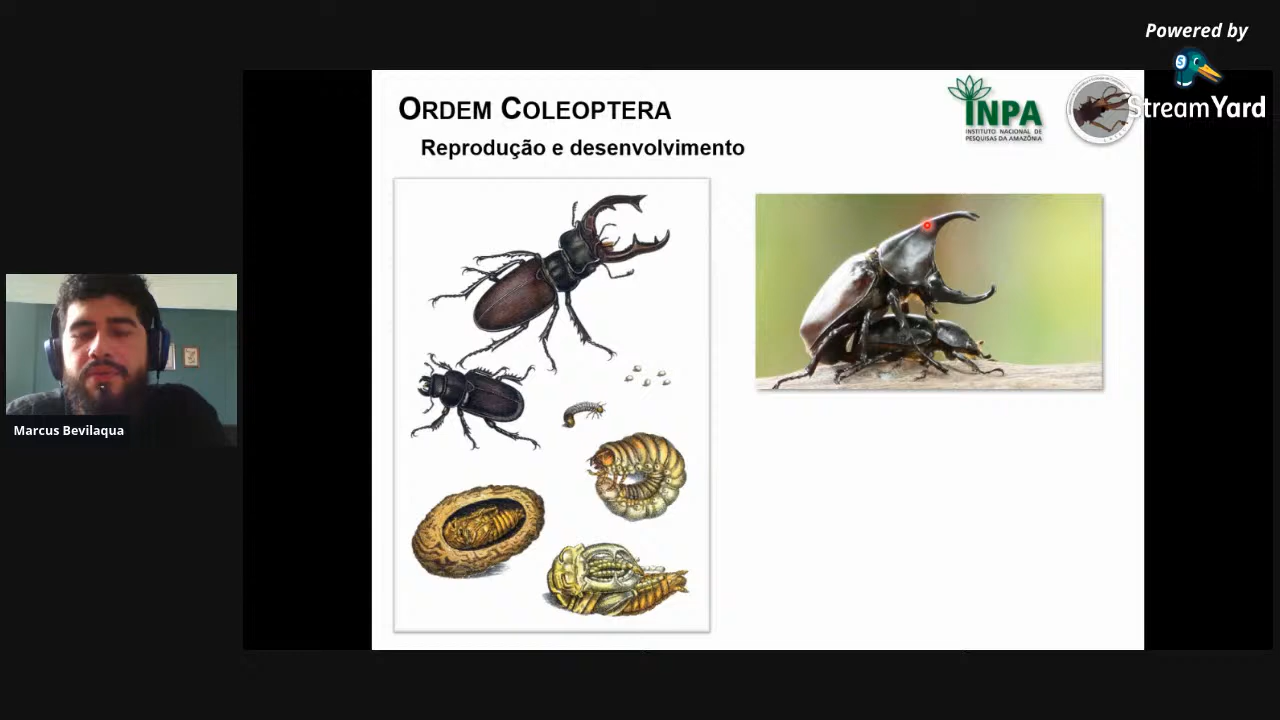 Powered by
StreamYard
ORDEM COLEOPTERA
Reprodução e desenvolvimento
INPA
INSTITUTO NACIONAL DE
PESQUISAS DA AMAZÔNIA
Marcus Bevilaqua